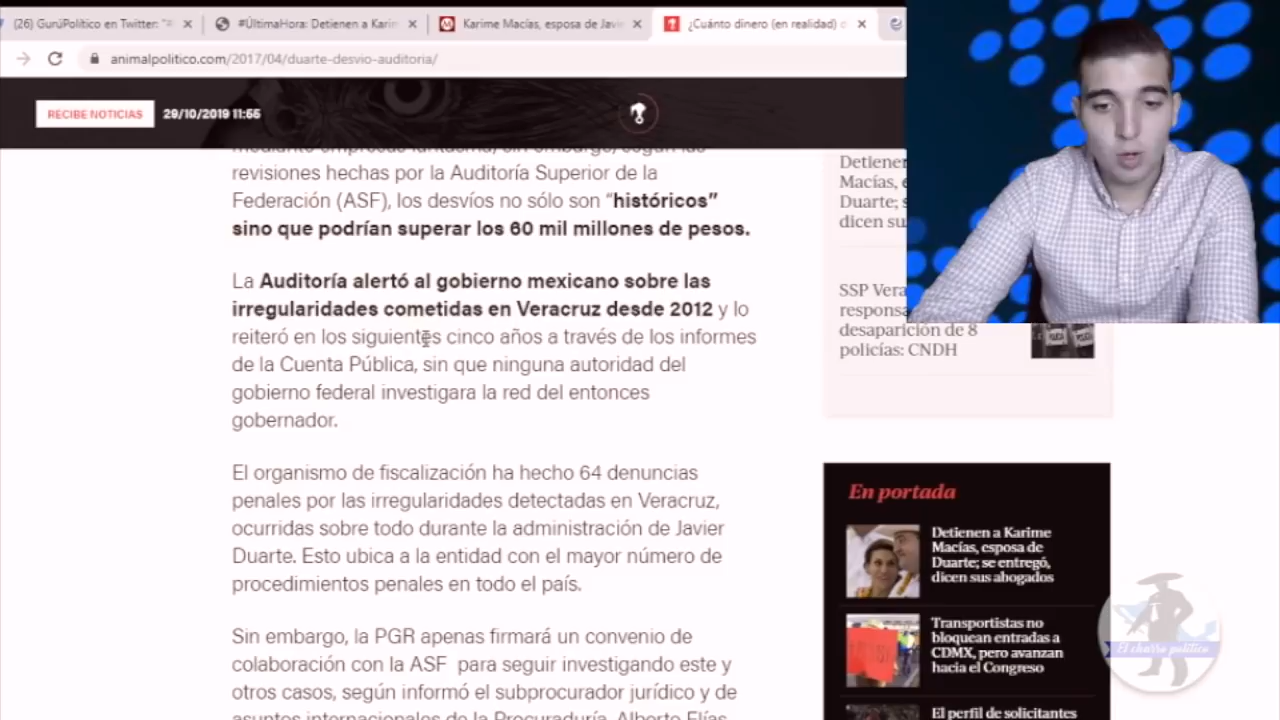 (26) GurúPolítico en Twitter: "#
#ÚltimaHora: Detienen a Karim
Karime Macías, esposa de Javi
¿Cuánto dinero (en realidad) d
animalpolitico.com/2017/04/duarte-desvio-auditoria/
RECIBE NOTICIAS
29/10/2019 11:55
mediante empresas fantasma, sin embargo, según las
revisiones hechas por la Auditoría Superior de la
Federación (ASF), los desvíos no sólo son “históricos”
sino que podrían superar los 60 mil millones de pesos.
La Auditoría alertó al gobierno mexicano sobre las
irregularidades cometidas en Veracruz desde 2012 y lo
reiteró en los siguientes cinco años a través de los informes
de la Cuenta Pública, sin que ninguna autoridad del
gobierno federal investigara la red del entonces
gobernador.
El organismo de fiscalización ha hecho 64 denuncias
penales por las irregularidades detectadas en Veracruz,
ocurridas sobre todo durante la administración de Javier
Duarte. Esto ubica a la entidad con el mayor número de
procedimientos penales en todo el país.
Sin embargo, la PGR apenas firmará un convenio de
colaboración con la ASF para seguir investigando este y
otros casos, según informó el subprocurador jurídico y de
asuntos internacionales de la Procuraduría, Alberto Elías
Detiener
Macías, e
Duarte; s
dicen su
SSP Vera
responsa
desaparición de 8
policías: CNDH
En portada
Detienen a Karime
Macías, esposa de
Duarte; se entregó,
dicen sus abogados
Transportistas no
bloquean entradas a
CDMX, pero avanzan
hacia el Congreso
El perfil de solicitantes
El charro político